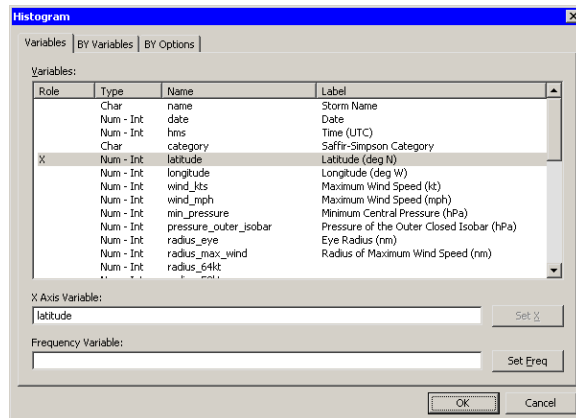 Histogram
Variables BY Variables BY Options
Variables:
Role Type Name Label
Char name Storm Name
Num - Int date Date
Num - Int hms Time (UTC)
Char category Saffir-Simpson Category
X Num - Int latitude Latitude (deg N)
Num - Int longitude Longitude (deg W)
Num - Int wind_kts Maximum Wind Speed (kt)
Num - Int wind_mph Maximum Wind Speed (mph)
Num - Int min_pressure Minimum Central Pressure (hPa)
Num - Int pressure_outer_isobar Pressure of the Outer Closed Isobar (hPa)
Num - Int radius_eye Eye Radius (nm)
Num - Int radius_max_wind Radius of Maximum Wind Speed (nm)
Num - Int radius_64kt
X Axis Variable:
latitude Set X
Frequency Variable:
Set Freq
OK Cancel